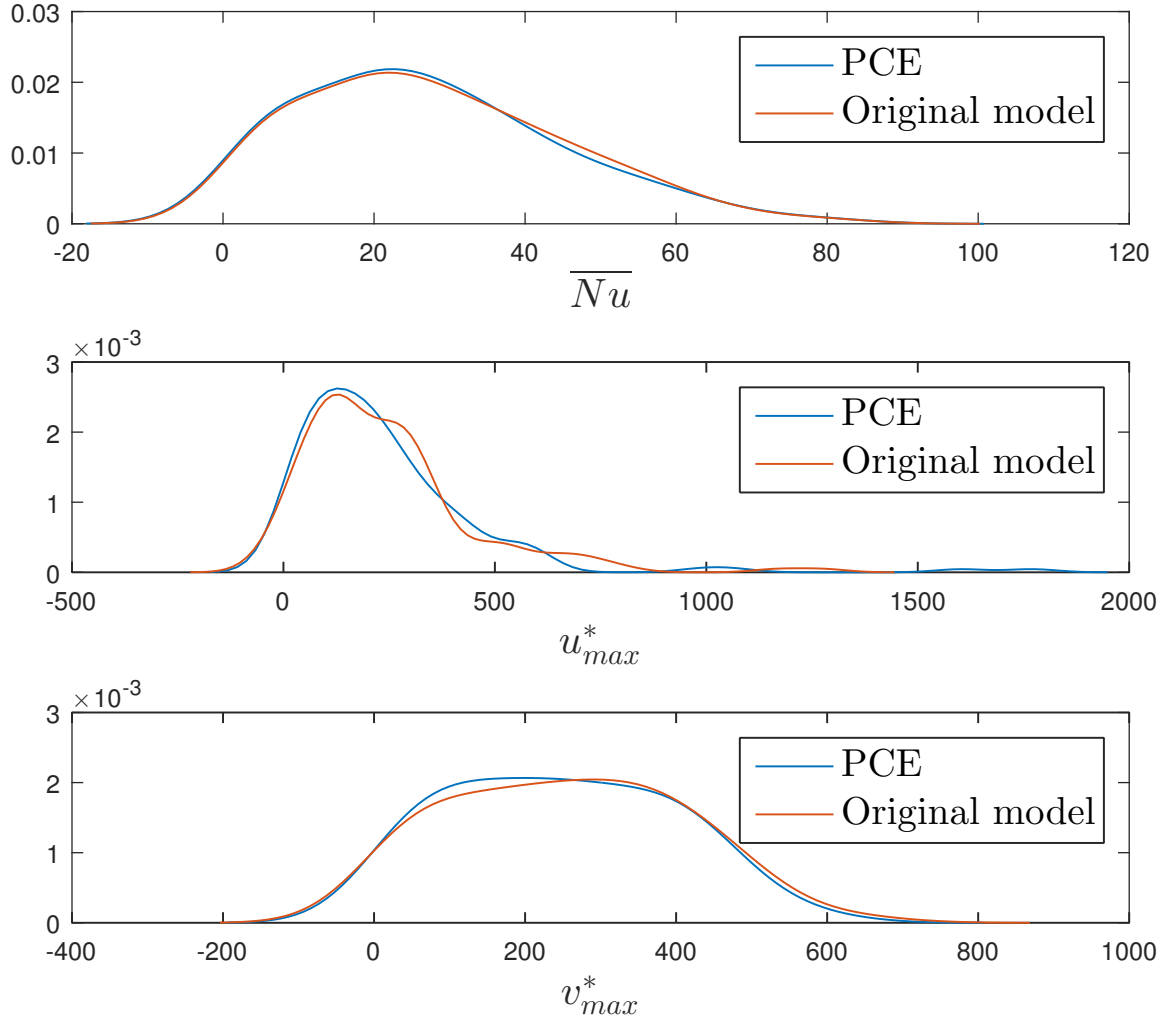 0.03
0.02
0.01
0
-20 0 20 40 60 80 100 120
PCE
Original model
$\overline{Nu}$
×10^{-3}
3
2
1
0
-500 0 500 1000 1500 2000
PCE
Original model
$u^*_{max}$
×10^{-3}
3
2
1
0
-400 -200 0 200 400 600 800 1000
PCE
Original model
$v^*_{max}$